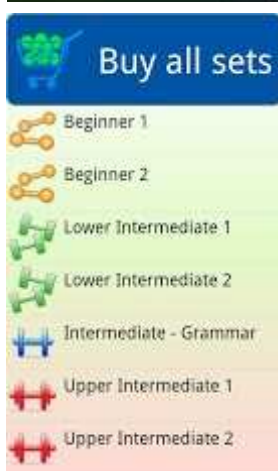 Buy all sets
Beginner 1
Beginner 2
Lower Intermediate 1
Lower Intermediate 2
Intermediate - Grammar
Upper Intermediate 1
Upper Intermediate 2